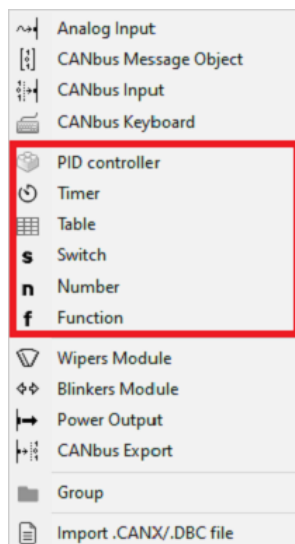 Analog Input
CANbus Message Object
CANbus Input
CANbus Keyboard
PID controller
Timer
Table
s Switch
n Number
f Function
Wipers Module
Blinkers Module
Power Output
CANbus Export
Group
Import .CANX/.DBC file